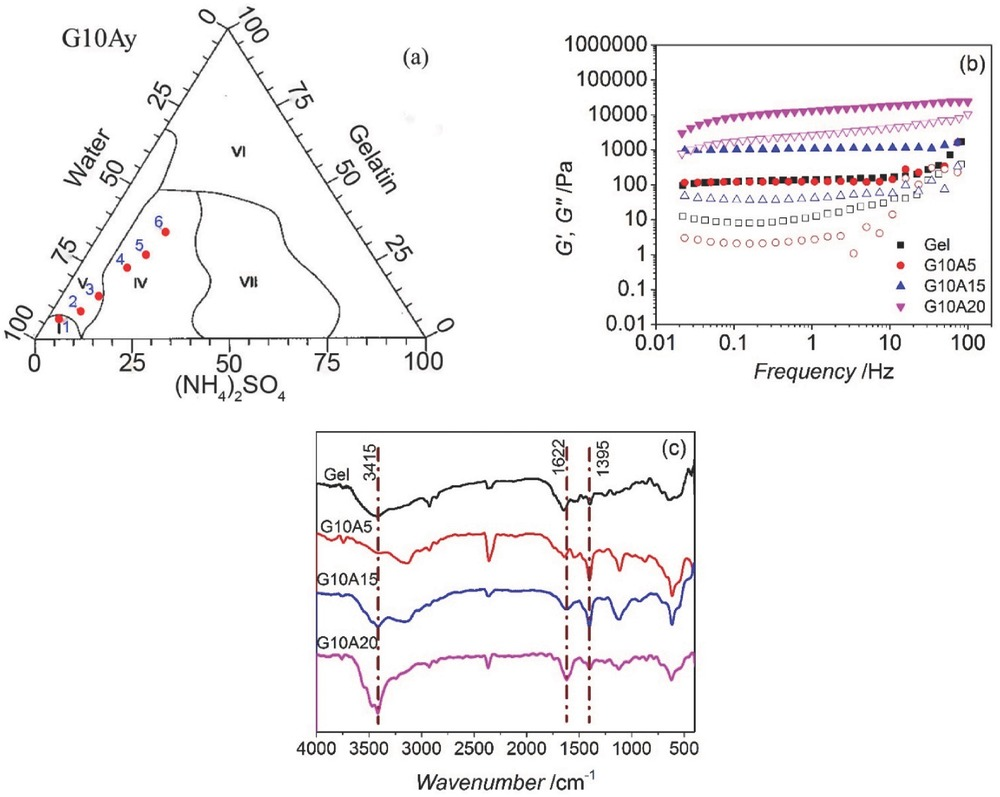 G10Ay
(a)
0
100
25
75
Water
Gelatin
50
50
75
25
100
0
VI
V
IV
VII
I
1
2
3
4
5
6
0
25
50
75
100
(NH₄)₂SO₄
(b)
1000000
100000
10000
1000
100
10
1
0.1
0.01
G', G'' /Pa
Gel
G10A5
G10A15
G10A20
0.01
0.1
1
10
100
Frequency /Hz
(c)
3415
1622
1395
Gel
G10A5
G10A15
G10A20
4000
3500
3000
2500
2000
1500
1000
500
Wavenumber /cm⁻¹